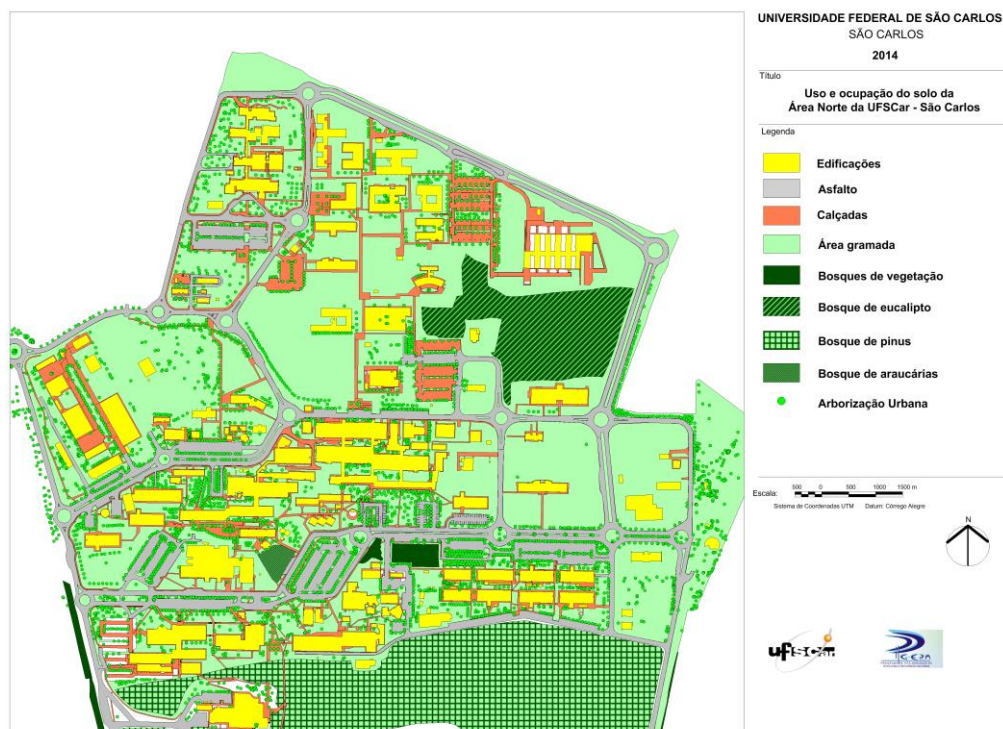 UNIVERSIDADE FEDERAL DE SÃO CARLOS
SÃO CARLOS
2014
Título
Uso e ocupação do solo da
Área Norte da UFSCar - São Carlos
Legenda
Edificações
Asfalto
Calçadas
Área gramada
Bosques de vegetação
Bosque de eucalipto
Bosque de pinus
Bosque de araucárias
Arborização Urbana
Escala:
500 0 500 1000 1500 m
Sistema de Coordenadas UTM Datum: Córrego Alegre
N
ufscar